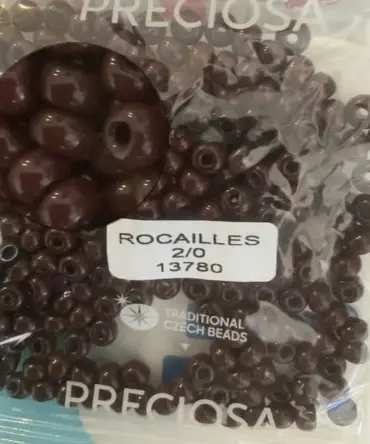 PRECIOSA
ROCAILLES
2/0
13780
TRADITIONAL
CZECH BEADS
PRECIOSA